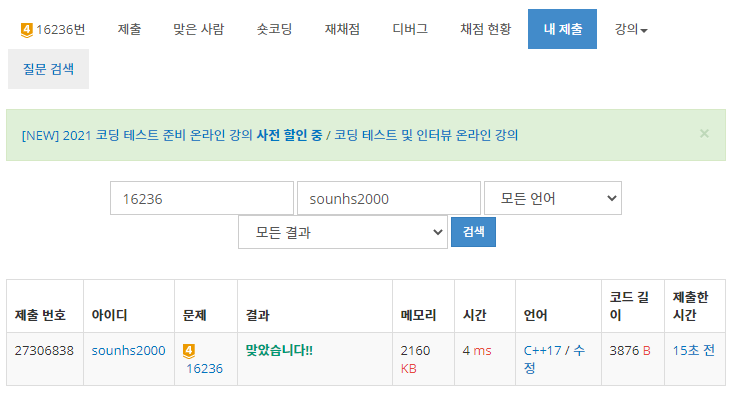 4 16236번 제출 맞은 사람 숏코딩 재채점 디버그 채점 현황 내 제출 강의
질문 검색
[NEW] 2021 코딩 테스트 준비 온라인 강의 사전 할인 중 / 코딩 테스트 및 인터뷰 온라인 강의 ×
16236 sounhs2000 모든 언어
모든 결과 검색
제출 번호 아이디 문제 결과 메모리 시간 언어 코드 길이 제출한 시간
27306838 sounhs2000 4 16236 맞았습니다!! 2160 KB 4 ms C++17 / 수정 3876 B 15초 전